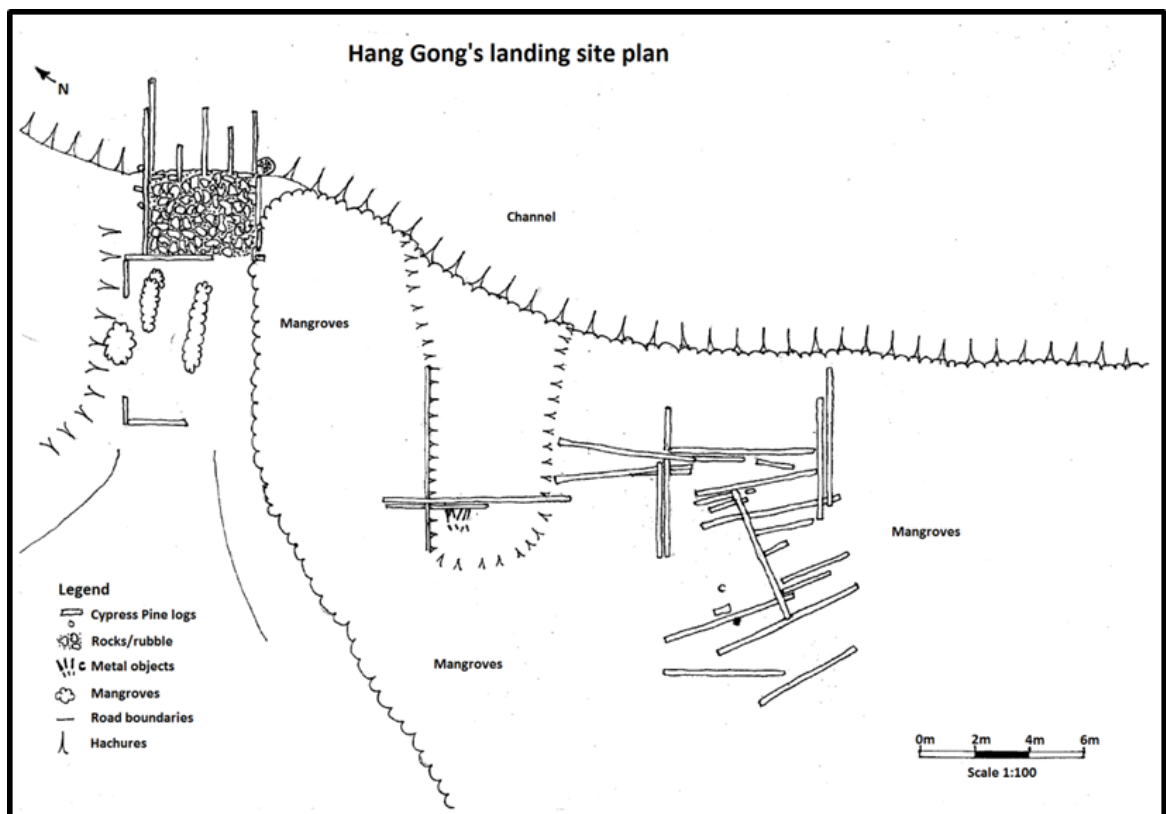 Hang Gong's landing site plan
N
Channel
Mangroves
Mangroves
c
Mangroves
Legend
Cypress Pine logs
Rocks/rubble
c Metal objects
Mangroves
Road boundaries
Hachures
0m 2m 4m 6m
Scale 1:100